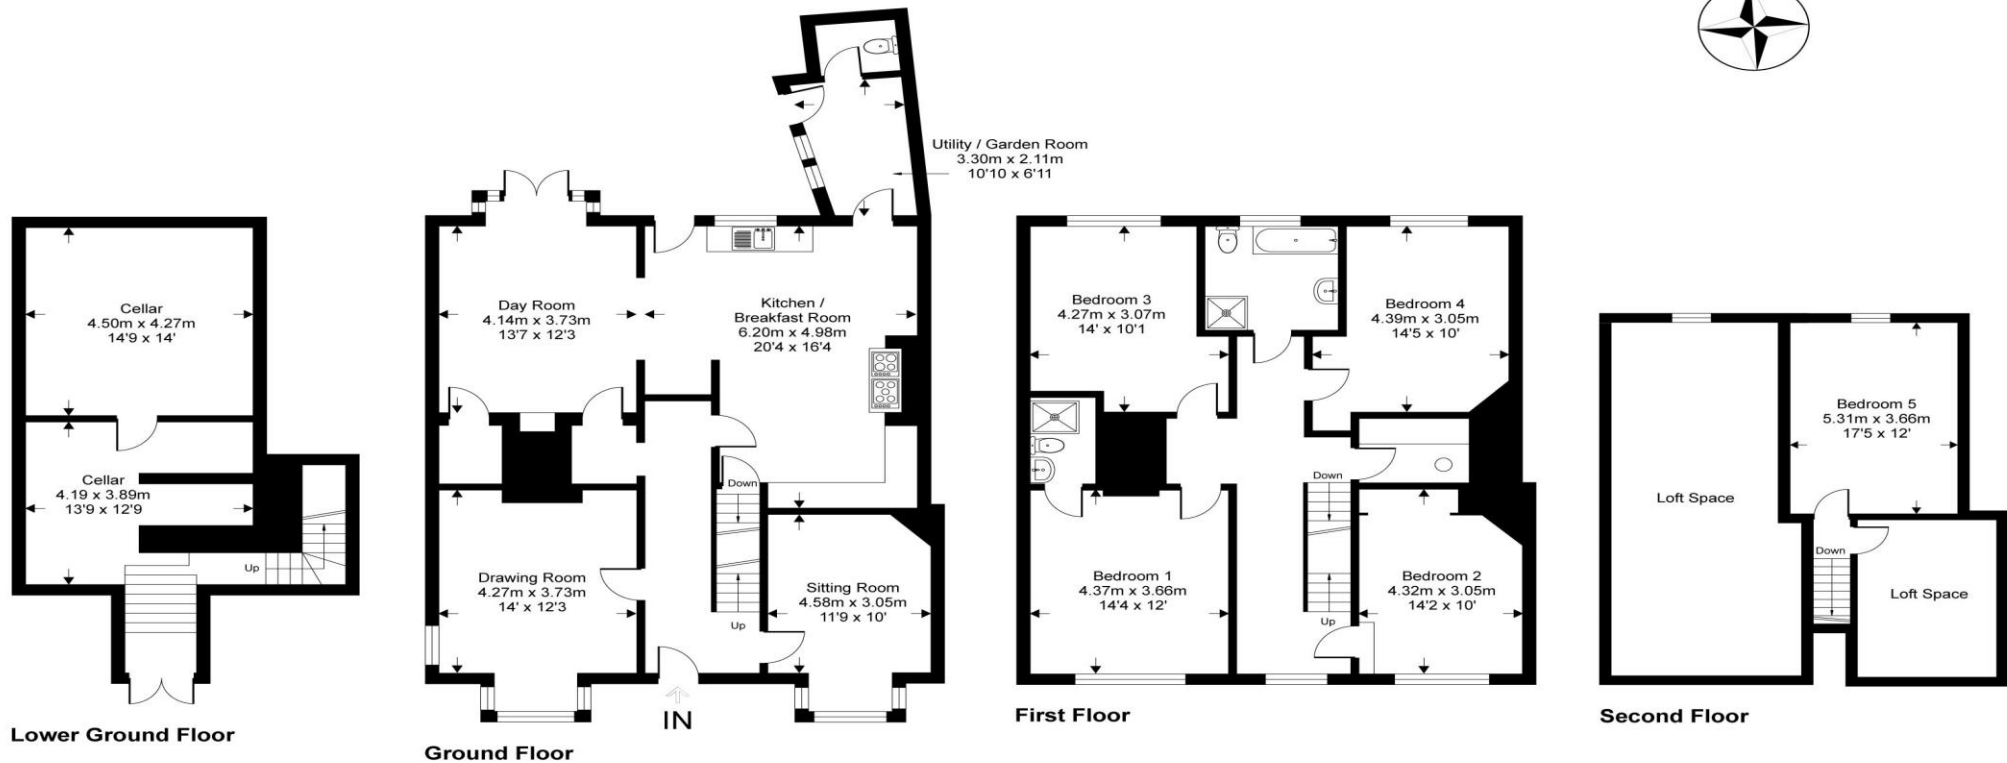 Cellar
4.50m x 4.27m
14'9 x 14'
Cellar
4.19 x 3.89m
13'9 x 12'9
Up
Lower Ground Floor
Utility / Garden Room
3.30m x 2.11m
10'10 x 6'11
Day Room
4.14m x 3.73m
13'7 x 12'3
Kitchen /
Breakfast Room
6.20m x 4.98m
20'4 x 16'4
Down
Drawing Room
4.27m x 3.73m
14' x 12'3
Sitting Room
4.58m x 3.05m
11'9 x 10'
Up
IN
Ground Floor
Bedroom 3
4.27m x 3.07m
14' x 10'1
Bedroom 4
4.39m x 3.05m
14'5 x 10'
Down
Bedroom 1
4.37m x 3.66m
14'4 x 12'
Bedroom 2
4.32m x 3.05m
14'2 x 10'
Up
First Floor
Bedroom 5
5.31m x 3.66m
17'5 x 12'
Loft Space
Down
Loft Space
Second Floor